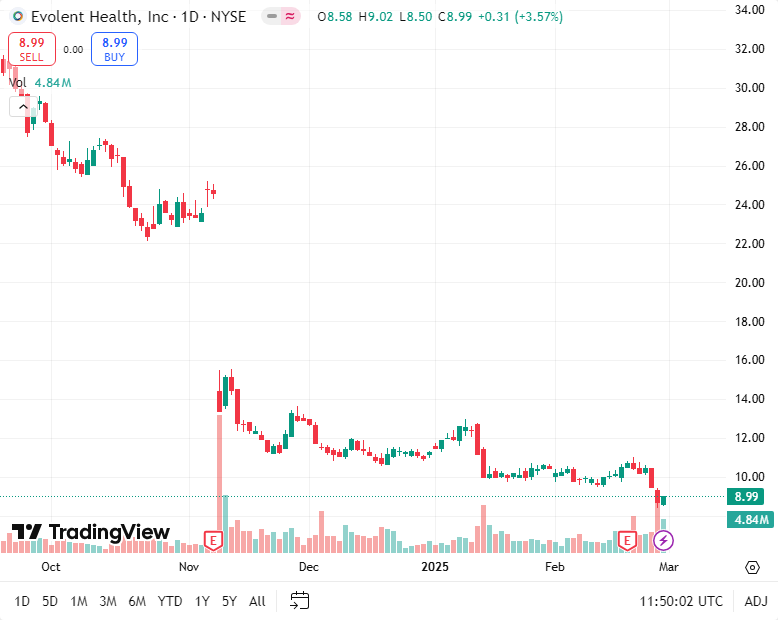 Evolent Health, Inc · 1D · NYSE
O8.58 H9.02 L8.50 C8.99 +0.31 (+3.57%)
8.99 SELL 0.00 8.99 BUY
Vol 4.84M
34.00
32.00
30.00
28.00
26.00
24.00
22.00
20.00
18.00
16.00
14.00
12.00
10.00
8.99
4.84M
TradingView
E E
Oct Nov Dec 2025 Feb Mar
1D 5D 1M 3M 6M YTD 1Y 5Y All 11:50:02 UTC ADJ